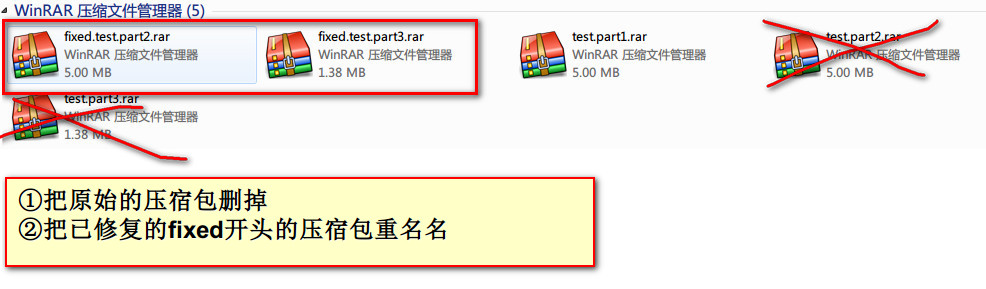 WinRAR 压缩文件管理器 (5)
fixed.test.part2.rar
WinRAR 压缩文件管理器
5.00 MB
fixed.test.part3.rar
WinRAR 压缩文件管理器
1.38 MB
test.part1.rar
WinRAR 压缩文件管理器
5.00 MB
test.part2.rar
WinRAR 压缩文件管理器
5.00 MB
test.part3.rar
WinRAR 压缩文件管理器
1.38 MB
①把原始的压宿包删掉
②把已修复的fixed开头的压宿包重名名